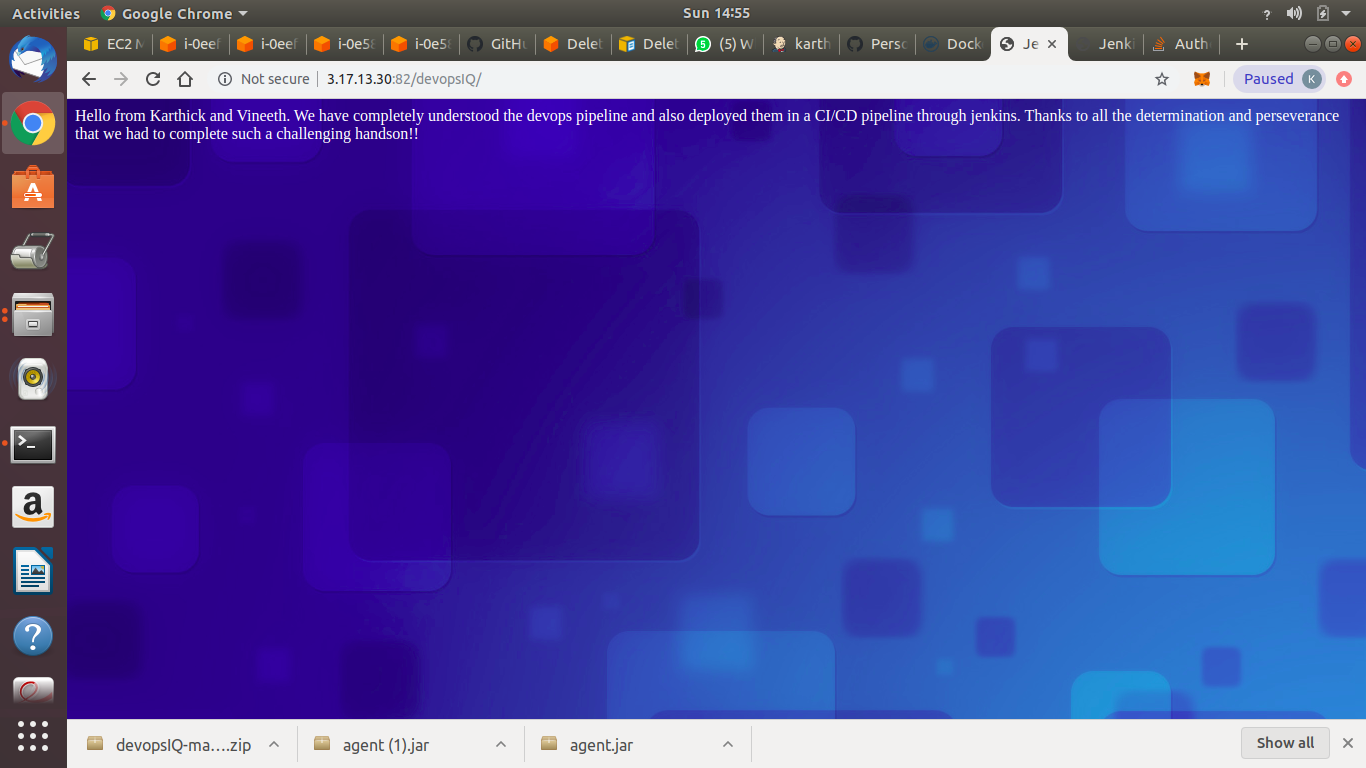 Activities Google Chrome Sun 14:55
EC2 M i-0eef i-0eef i-0e58 i-0e58 GitHu Delet Delet (5) W karth Perso Dock Je Jenki Auth
Not secure 3.17.13.30:82/devopsIQ/ Paused K
Hello from Karthick and Vineeth. We have completely understood the devops pipeline and also deployed them in a CI/CD pipeline through jenkins. Thanks to all the determination and perseverance
that we had to complete such a challenging handson!!
devopsIQ-ma....zip agent (1).jar agent.jar Show all